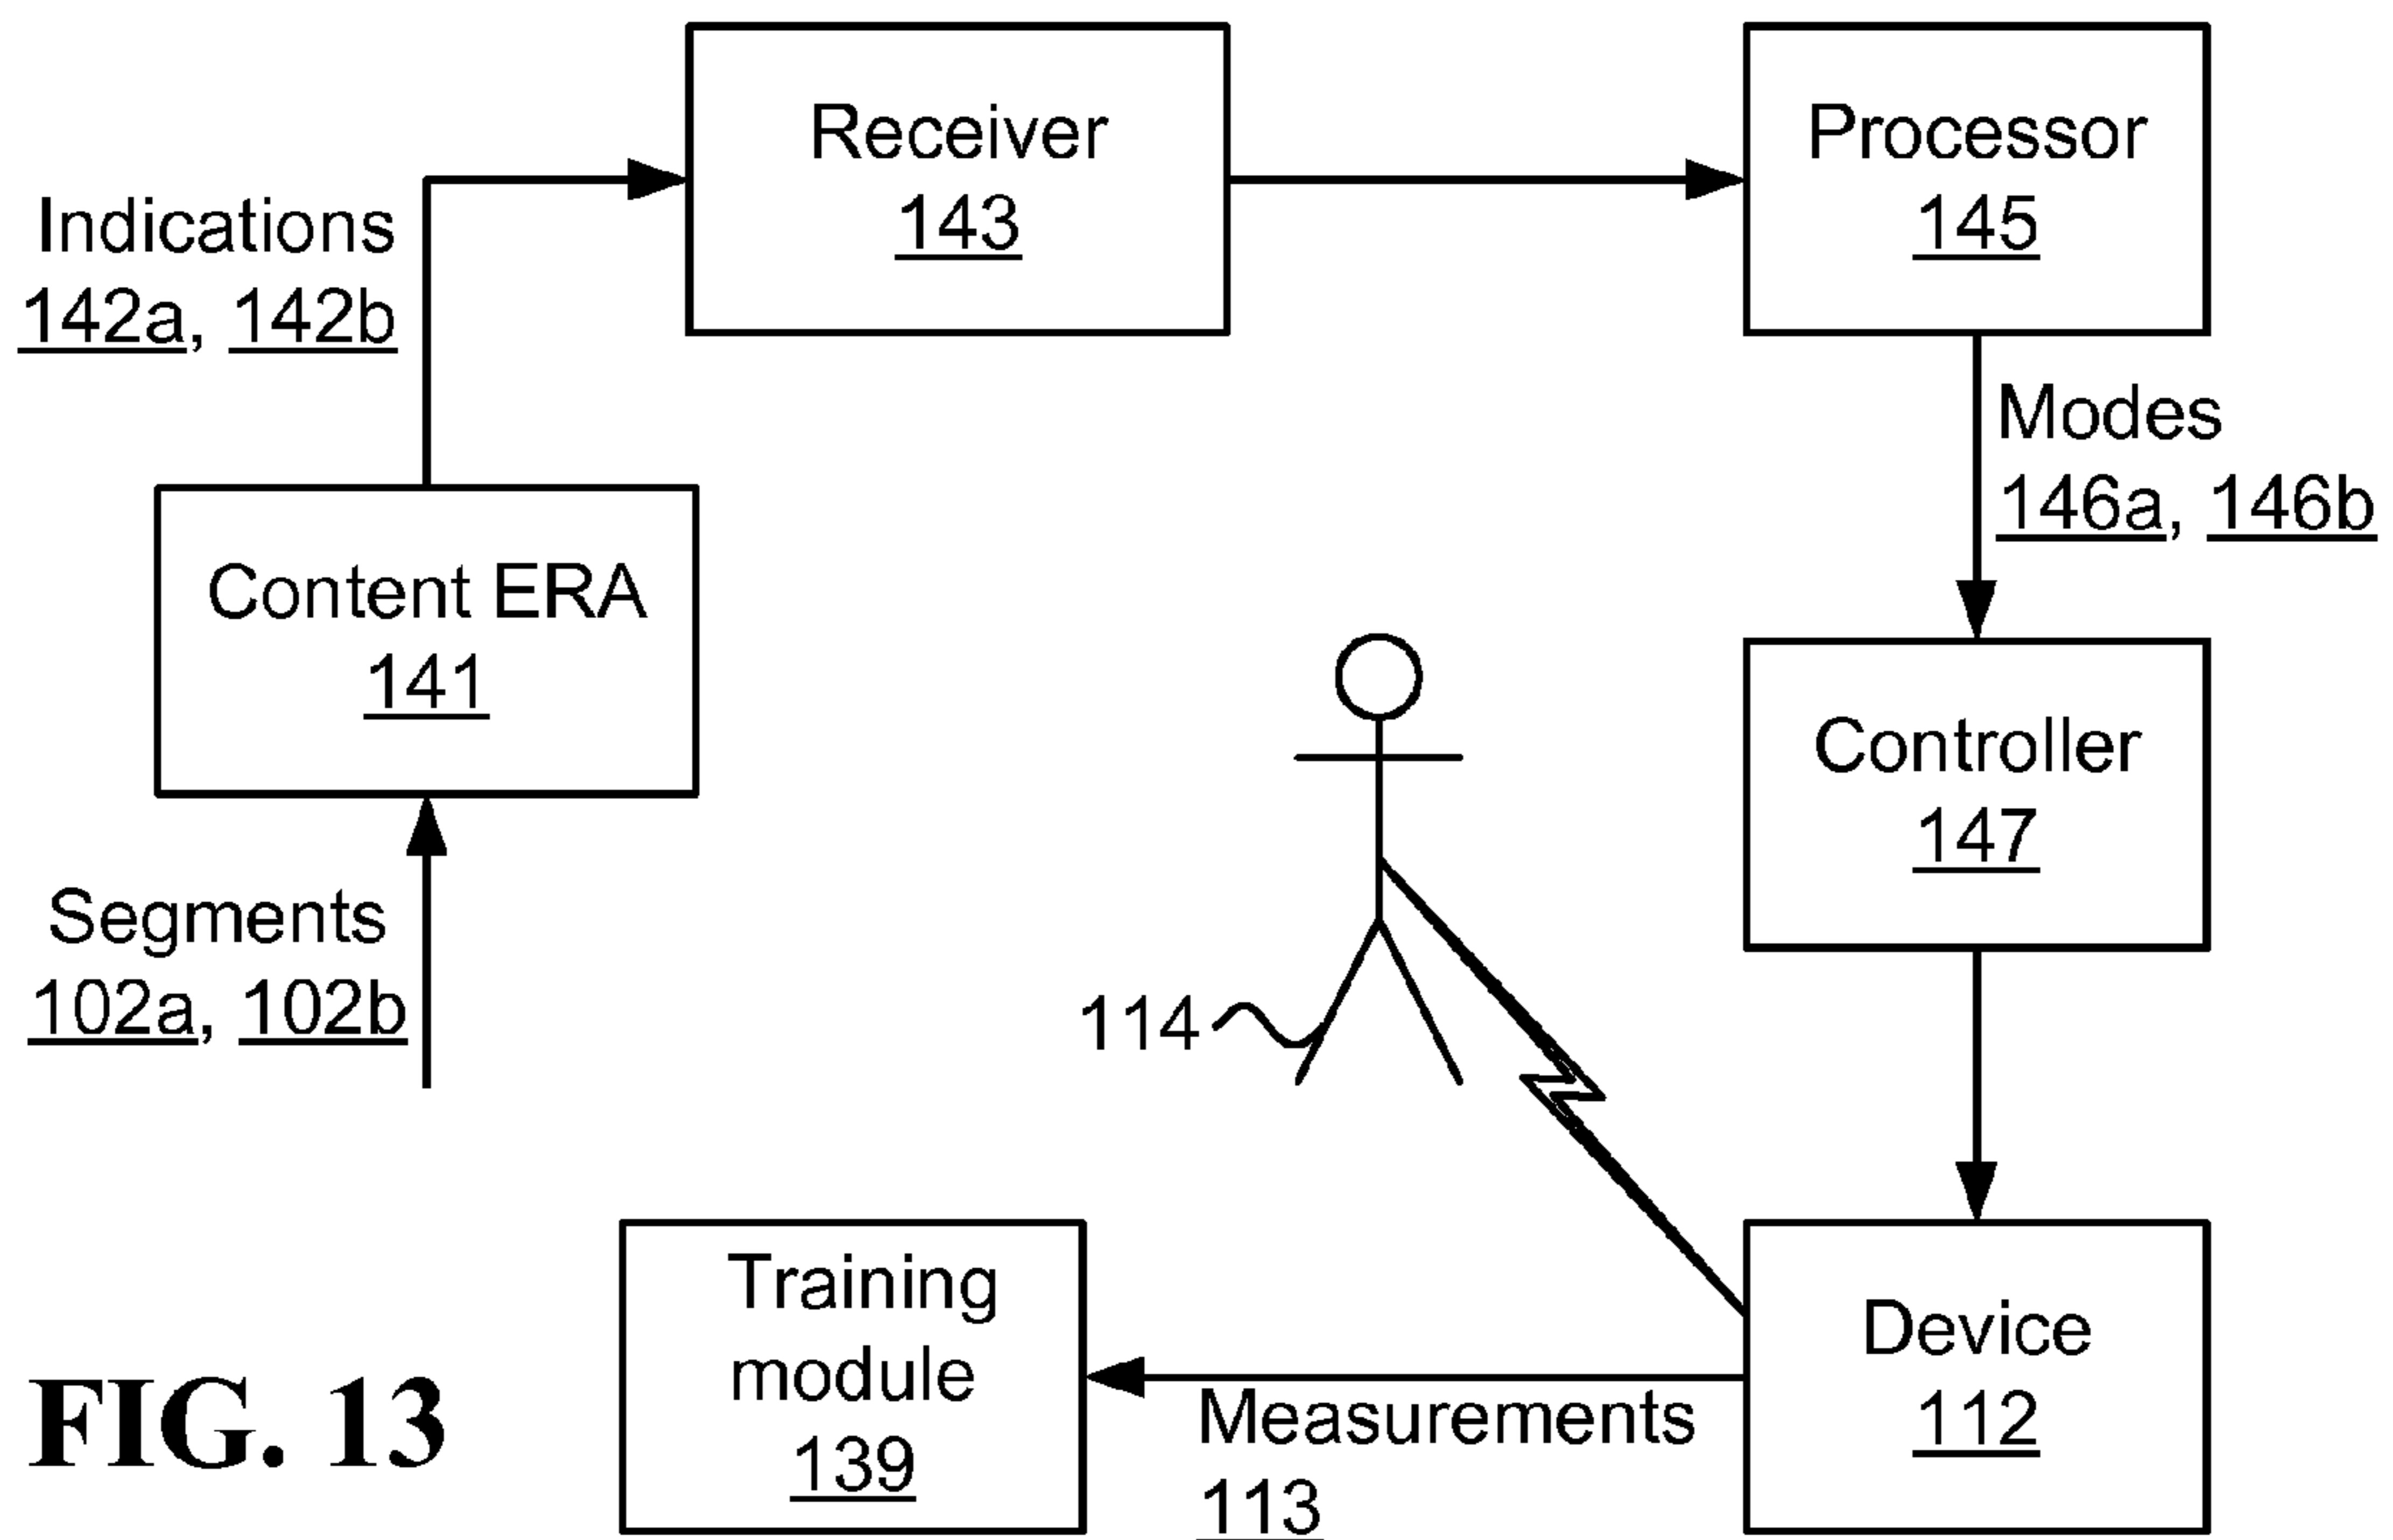 Receiver
143
Processor
145
Indications
142a, 142b
Modes
146a, 146b
Content ERA
141
Controller
147
Segments
102a, 102b
114
Training
module
139
Measurements
113
Device
112
FIG. 13